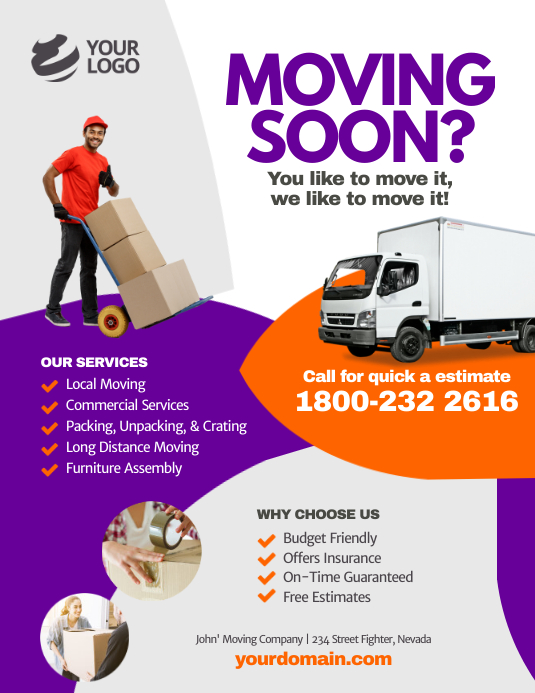 YOUR
LOGO
MOVING
SOON?
You like to move it,
we like to move it!
OUR SERVICES
Local Moving
Commercial Services
Packing, Unpacking, & Crating
Long Distance Moving
Furniture Assembly
Call for quick a estimate
1800-232 2616
WHY CHOOSE US
Budget Friendly
Offers Insurance
On-Time Guaranteed
Free Estimates
John' Moving Company | 234 Street Fighter, Nevada
yourdomain.com